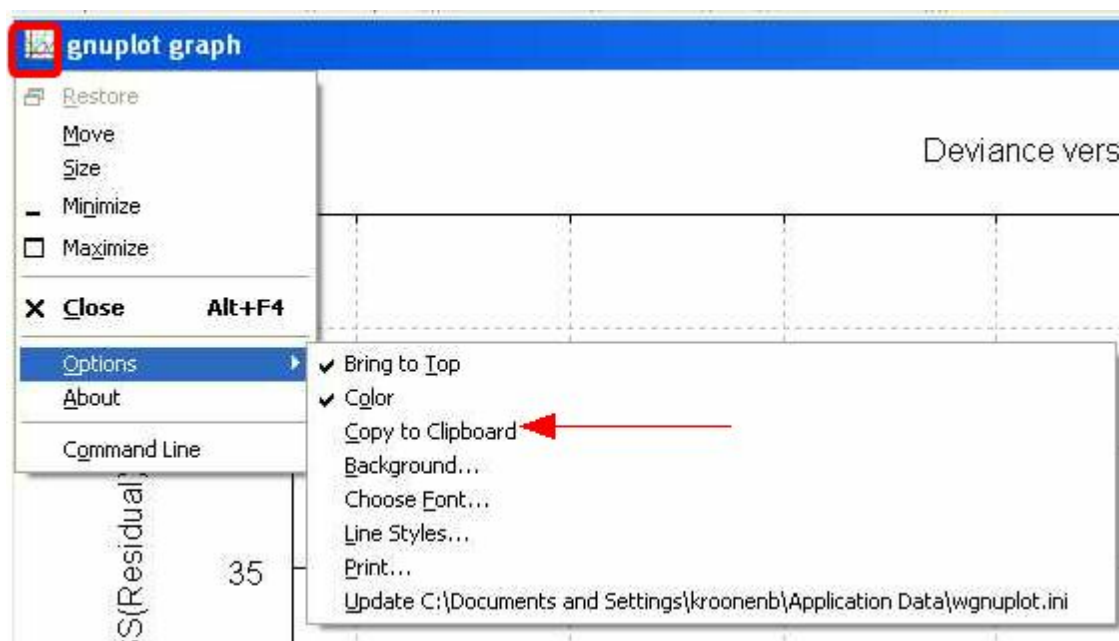 gnuplot graph
Restore
Move
Size
Minimize
Maximize
Close Alt+F4
Options
About
Command Line
Bring to Top
Color
Copy to Clipboard
Background...
Choose Font...
Line Styles...
Print...
Update C:\Documents and Settings\kroonenb\Application Data\wgnuplot.ini
Deviance vers
S(Residual)
35